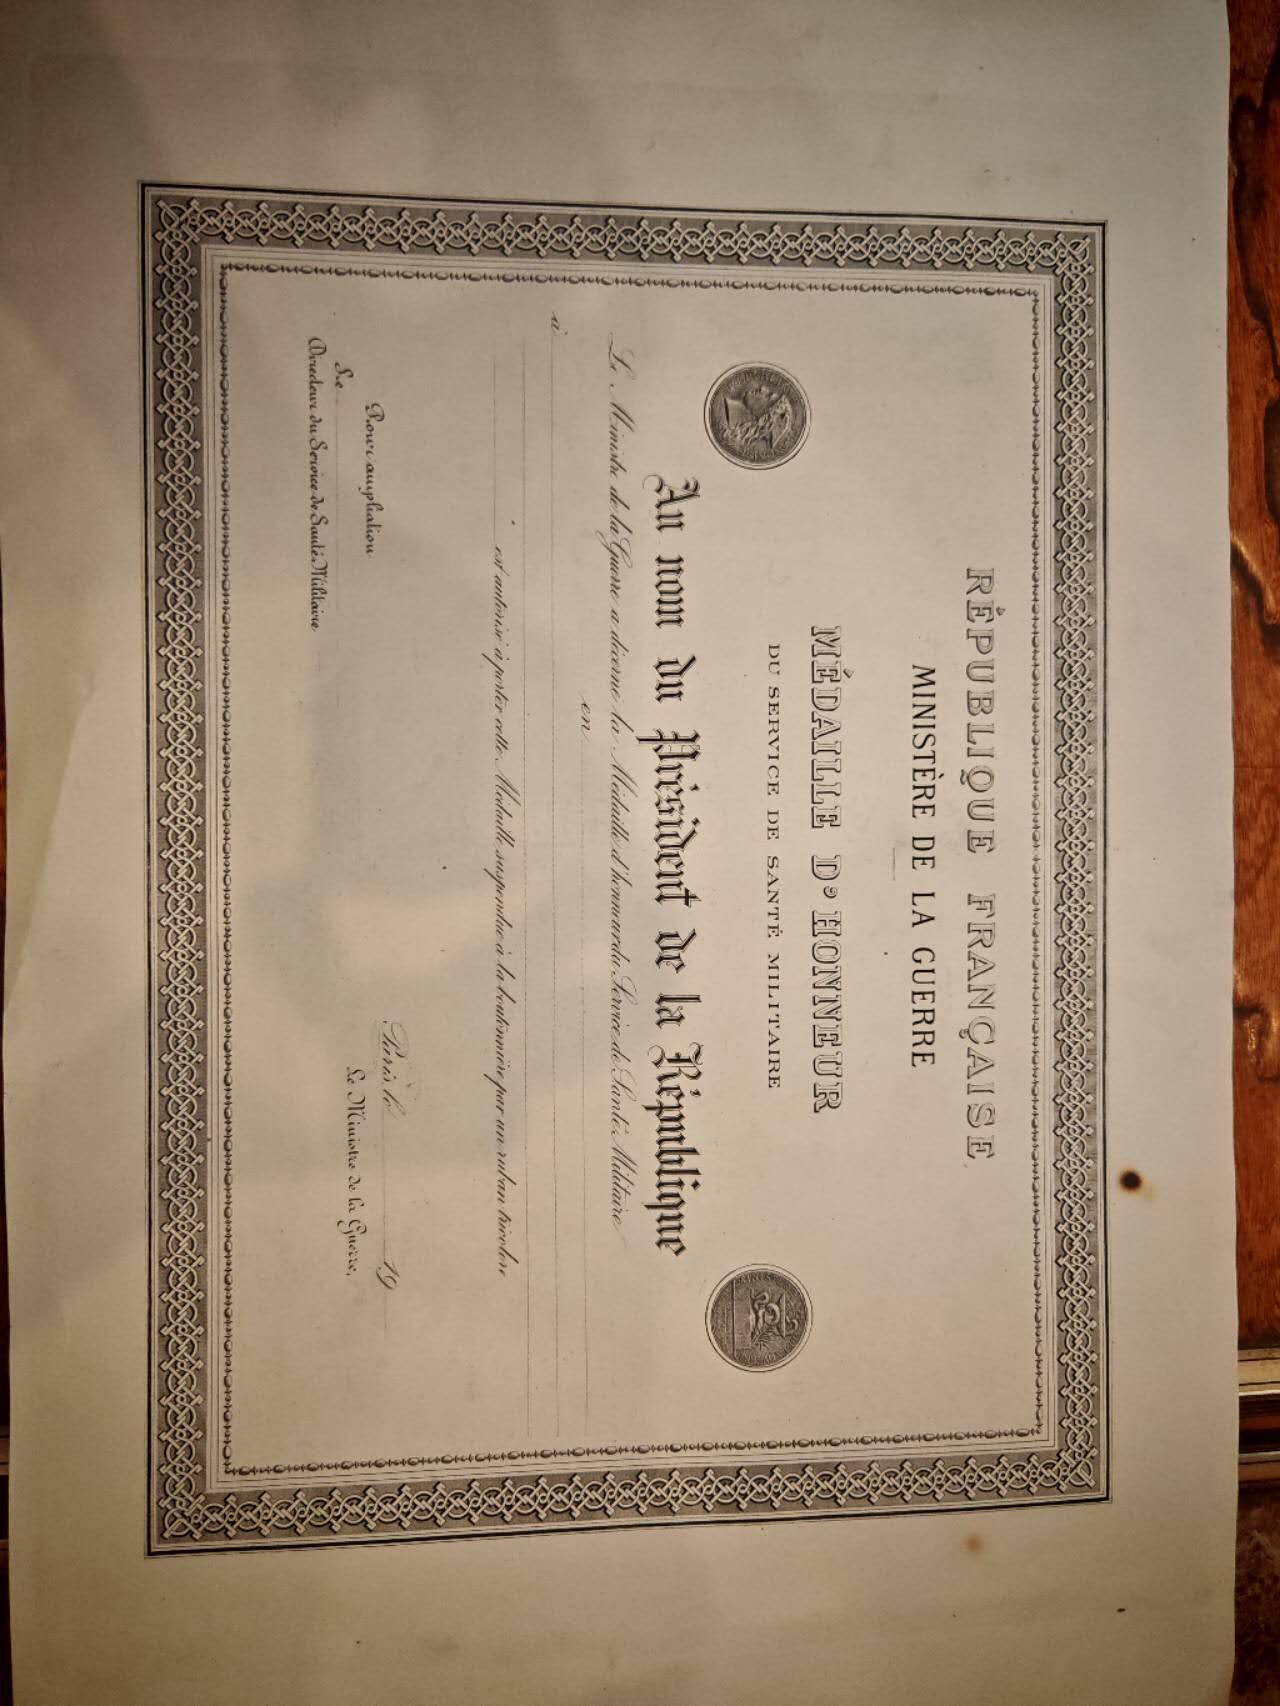 RÉPUBLIQUE FRANÇAISE
MINISTÈRE DE LA GUERRE
MÉDAILLE D'HONNEUR
DU SERVICE DE SANTÉ MILITAIRE
Au nom du Président de la République
Le Ministre de la Guerre a décerné la Médaille d'honneur du Service de Santé Militaire
en
à
est autorisé à porter cette Médaille suspendue à la boutonnière par un ruban tricolore
Paris, le 19
Pour ampliation
Le Ministre de la Guerre,
Le
Directeur du Service de Santé Militaire